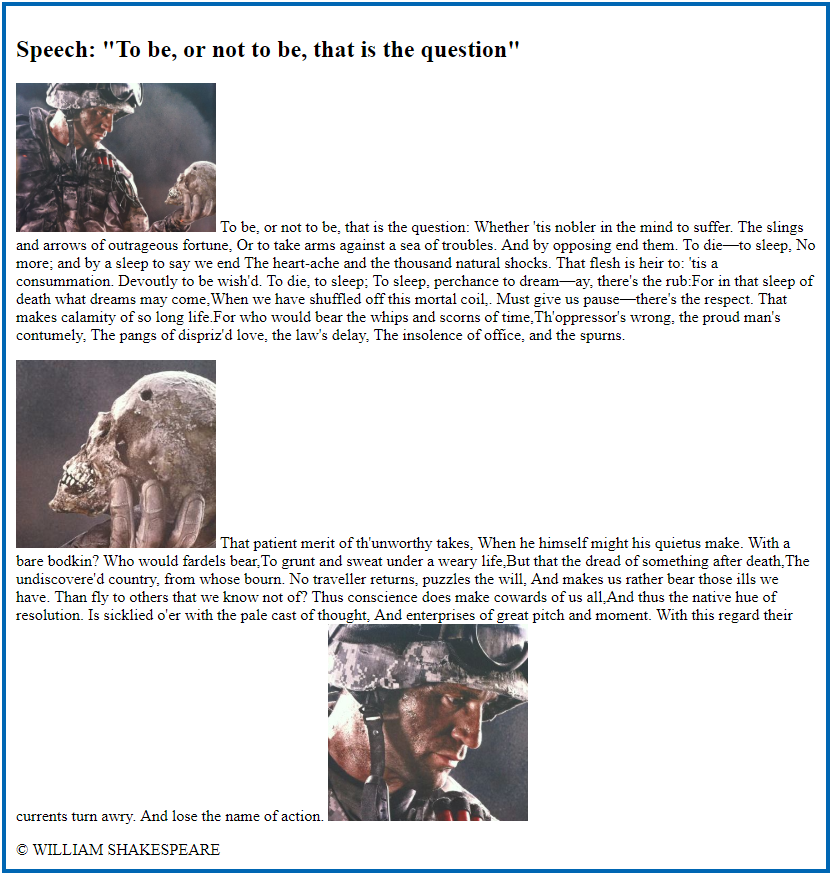 Speech: "To be, or not to be, that is the question"
To be, or not to be, that is the question: Whether 'tis nobler in the mind to suffer. The slings
and arrows of outrageous fortune, Or to take arms against a sea of troubles. And by opposing end them. To die—to sleep, No
more; and by a sleep to say we end The heart-ache and the thousand natural shocks. That flesh is heir to: 'tis a
consummation. Devoutly to be wish'd. To die, to sleep; To sleep, perchance to dream—ay, there's the rub:For in that sleep of
death what dreams may come,When we have shuffled off this mortal coil,. Must give us pause—there's the respect. That
makes calamity of so long life.For who would bear the whips and scorns of time,Th'oppressor's wrong, the proud man's
contumely, The pangs of dispriz'd love, the law's delay, The insolence of office, and the spurns.
That patient merit of th'unworthy takes, When he himself might his quietus make. With a
bare bodkin? Who would fardels bear,To grunt and sweat under a weary life,But that the dread of something after death,The
undiscovere'd country, from whose bourn. No traveller returns, puzzles the will, And makes us rather bear those ills we
have. Than fly to others that we know not of? Thus conscience does make cowards of us all,And thus the native hue of
resolution. Is sicklied o'er with the pale cast of thought, And enterprises of great pitch and moment. With this regard their
currents turn awry. And lose the name of action.
© WILLIAM SHAKESPEARE